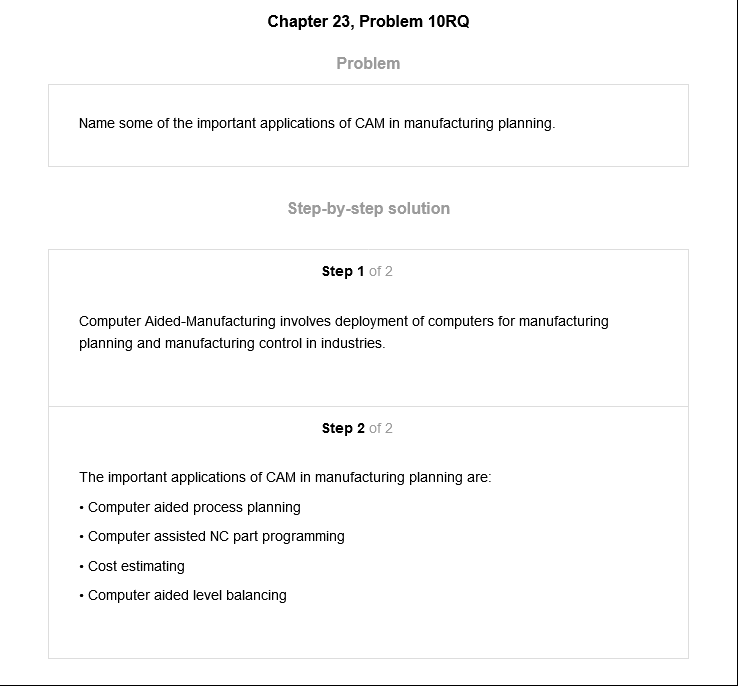 Chapter 23, Problem 10RQ
Problem
Name some of the important applications of CAM in manufacturing planning.
Step-by-step solution
Step 1 of 2
Computer Aided-Manufacturing involves deployment of computers for manufacturing
planning and manufacturing control in industries.
Step 2 of 2
The important applications of CAM in manufacturing planning are:
• Computer aided process planning
• Computer assisted NC part programming
• Cost estimating
• Computer aided level balancing